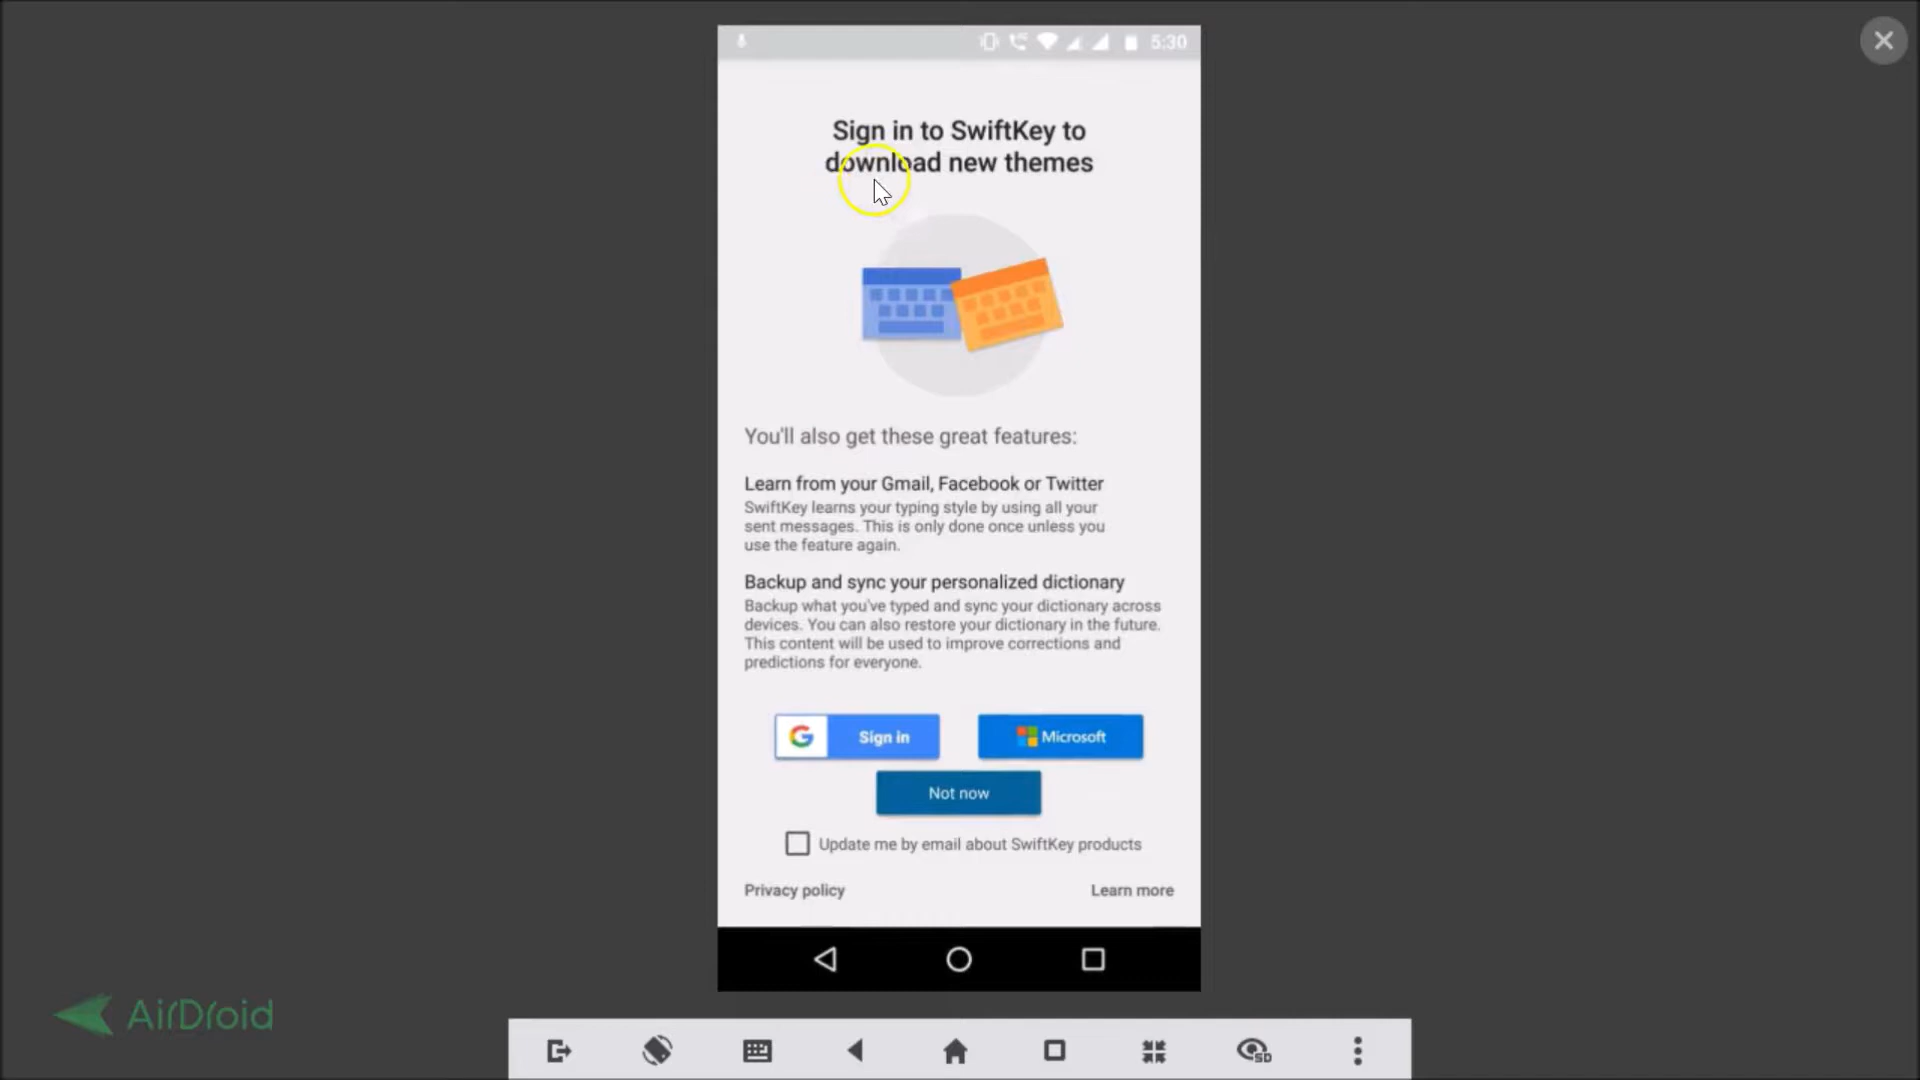 5:30
Sign in to SwiftKey to
download new themes
You'll also get these great features:
Learn from your Gmail, Facebook or Twitter
SwiftKey learns your typing style by using all your
sent messages. This is only done once unless you
use the feature again.
Backup and sync your personalized dictionary
Backup what you've typed and sync your dictionary across
devices. You can also restore your dictionary in the future.
This content will be used to improve corrections and
predictions for everyone.
G Sign in
Microsoft
Not now
Update me by email about SwiftKey products
Privacy policy
Learn more
AirDroid
SD